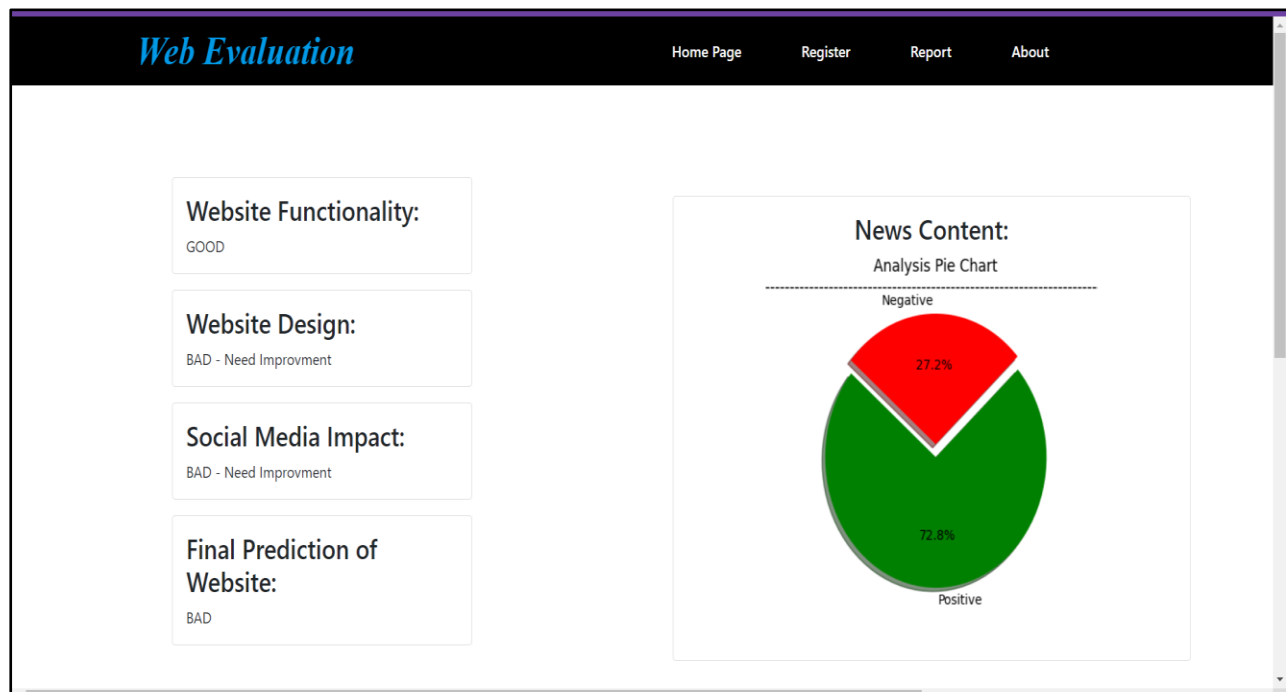 Web Evaluation
Home Page Register Report About
Website Functionality:
GOOD
Website Design:
BAD - Need Improvment
Social Media Impact:
BAD - Need Improvment
Final Prediction of
Website:
BAD
News Content:
Analysis Pie Chart
Negative
27.2%
72.8%
Positive